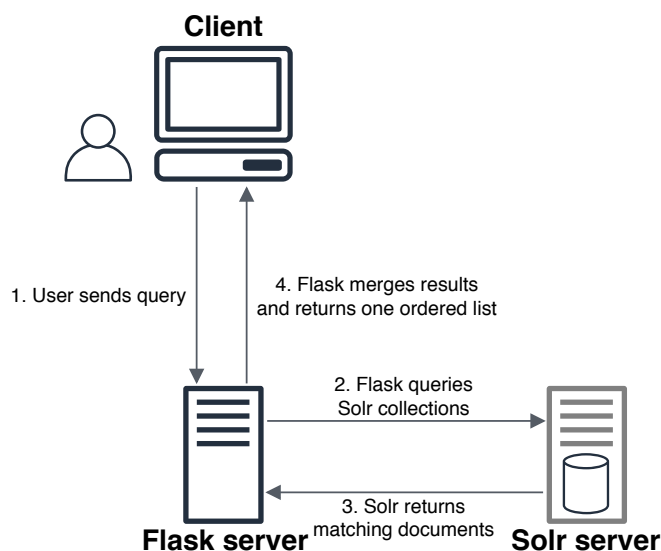 Client
1. User sends query
4. Flask merges results
and returns one ordered list
2. Flask queries
Solr collections
3. Solr returns
matching documents
Flask server
Solr server